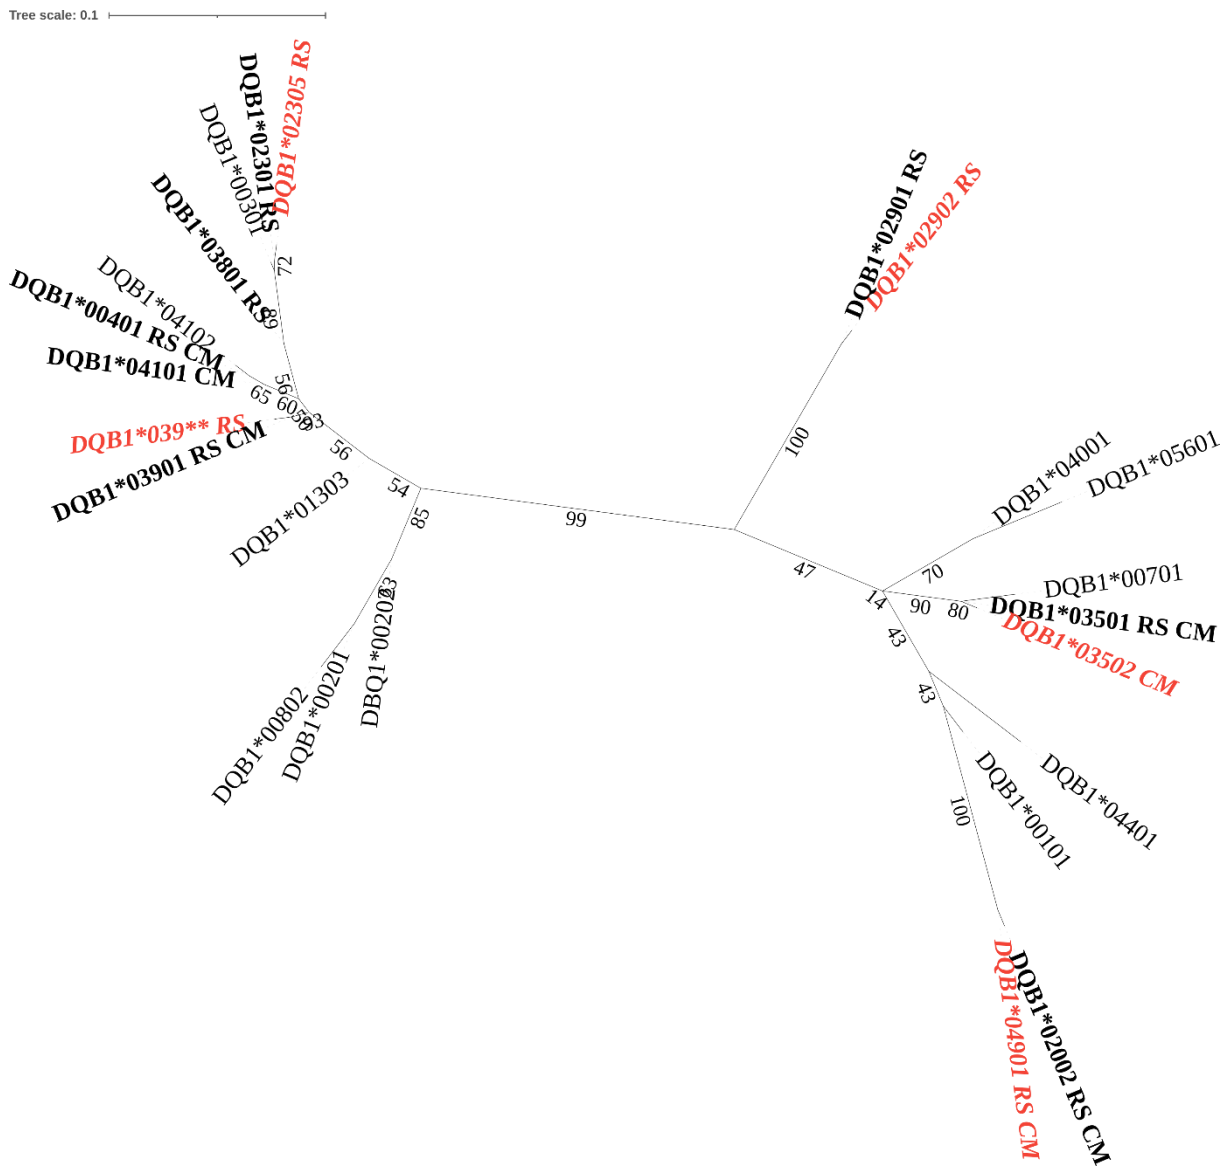 Tree scale: 0.1
DQB1*02305 RS
DQB1*02301 RS
DQB1*00301
DQB1*03801 RS
DQB1*04102
DQB1*00401 RS CM
DQB1*04101 CM
DQB1*039** RS
DQB1*03901 RS CM
DQB1*01303
DQB1*00802
DQB1*00201
DBQ1*00202
72
89
56
65
60
56
54
85
63
99
100
47
14
70
90
80
43
43
100
DQB1*02901 RS
DQB1*02902 RS
DQB1*04001
DQB1*05601
DQB1*00701
DQB1*03501 RS CM
DQB1*03502 CM
DQB1*04401
DQB1*00101
DQB1*02002 RS CM
DQB1*04901 RS CM